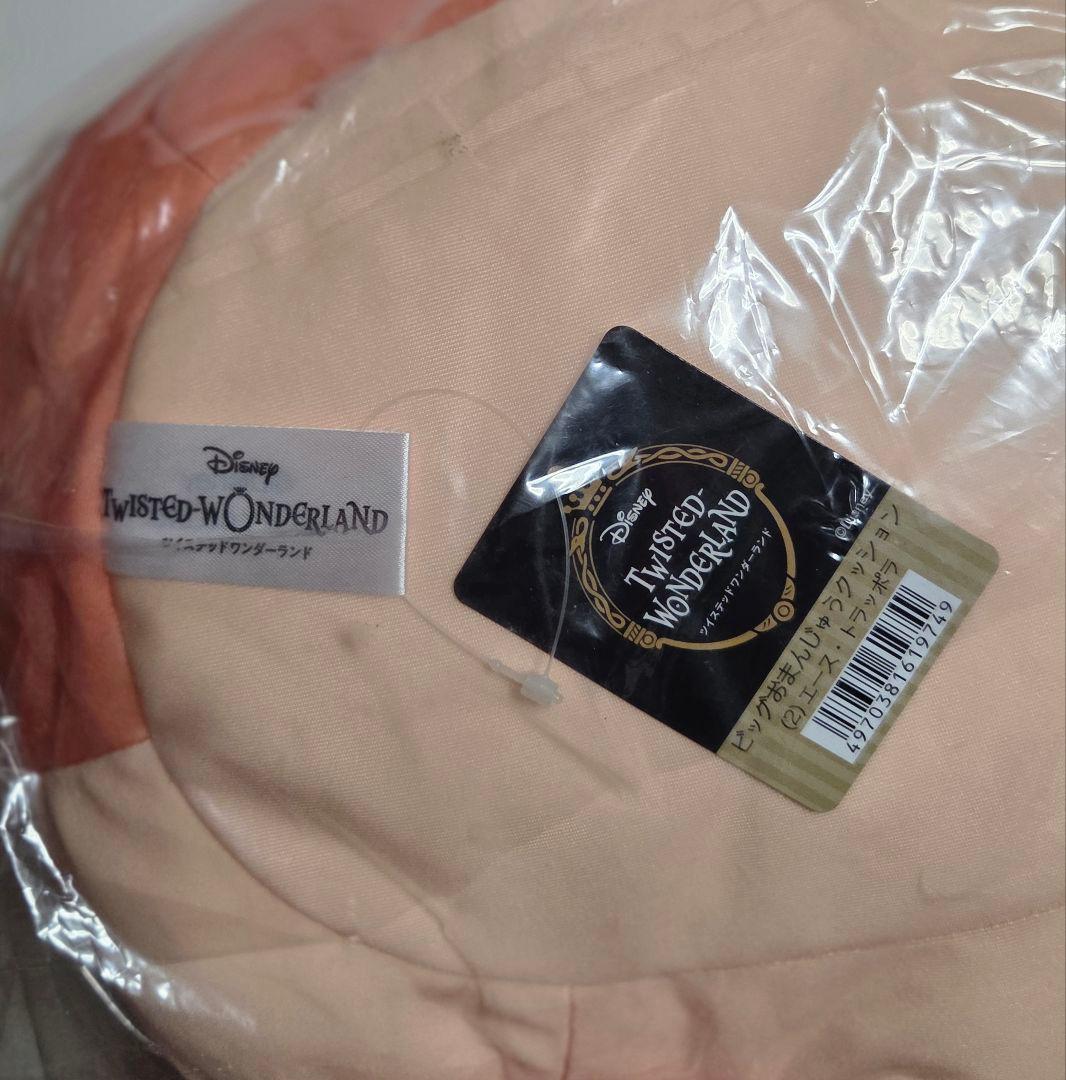 Disney
TWISTED-WONDERLAND
ツイステッドワンダーランド
Disney
TWISTED-
WONDERLAND
ツイステッドワンダーランド
©Disney
ビッグおまんじゅうクッション
(2) エース・トラッポラ
4970381619749